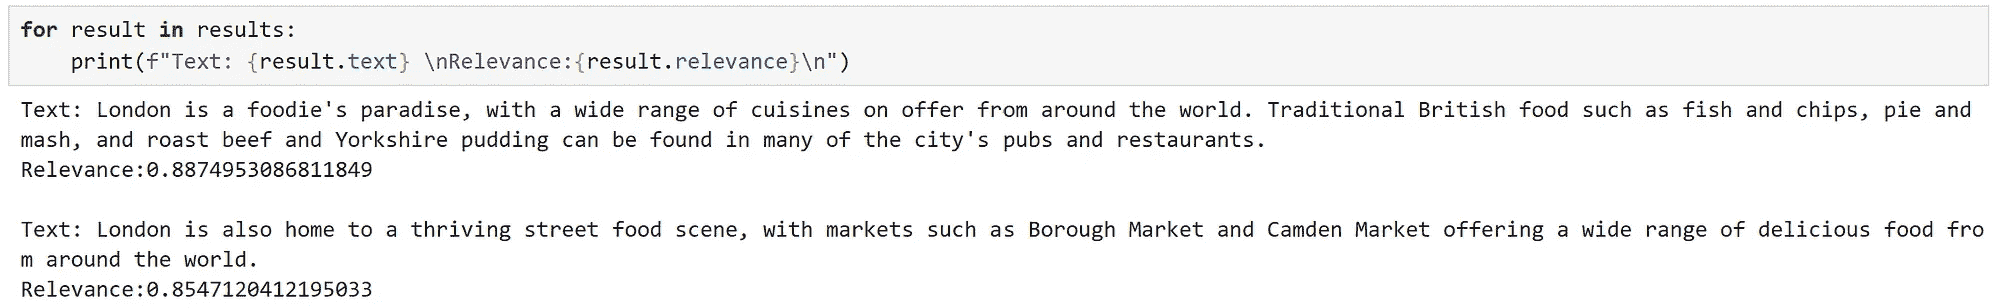 for result in results:
    print(f"Text: {result.text} \nRelevance:{result.relevance}\n")
Text: London is a foodie's paradise, with a wide range of cuisines on offer from around the world. Traditional British food such as fish and chips, pie and
mash, and roast beef and Yorkshire pudding can be found in many of the city's pubs and restaurants.
Relevance:0.8874953086811849
Text: London is also home to a thriving street food scene, with markets such as Borough Market and Camden Market offering a wide range of delicious food fro
m around the world.
Relevance:0.8547120412195033